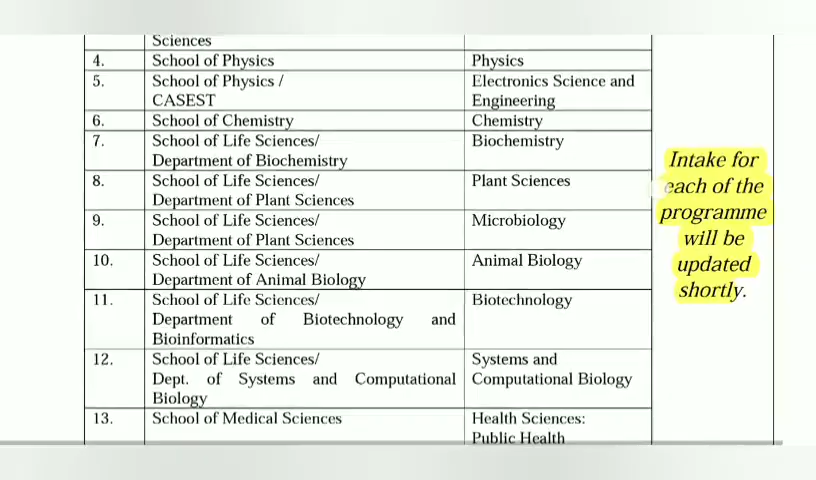 Sciences
4. School of Physics Physics
5. School of Physics / Electronics Science and
CASEST Engineering
6. School of Chemistry Chemistry
7. School of Life Sciences/ Biochemistry
Department of Biochemistry
8. School of Life Sciences/ Plant Sciences
Department of Plant Sciences
9. School of Life Sciences/ Microbiology
Department of Plant Sciences
10. School of Life Sciences/ Animal Biology
Department of Animal Biology
11. School of Life Sciences/ Biotechnology
Department of Biotechnology and
Bioinformatics
12. School of Life Sciences/ Systems and
Dept. of Systems and Computational Computational Biology
Biology
13. School of Medical Sciences Health Sciences:
Public Health
Intake for
each of the
programme
will be
updated
shortly.